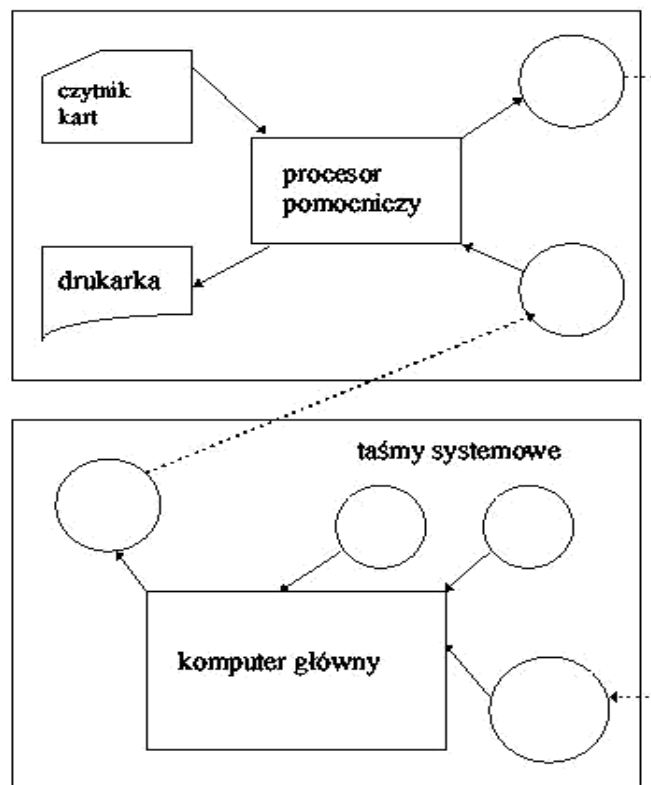 czytnik
kart
procesor
pomocniczy
drukarka
taśmy systemowe
komputer główny